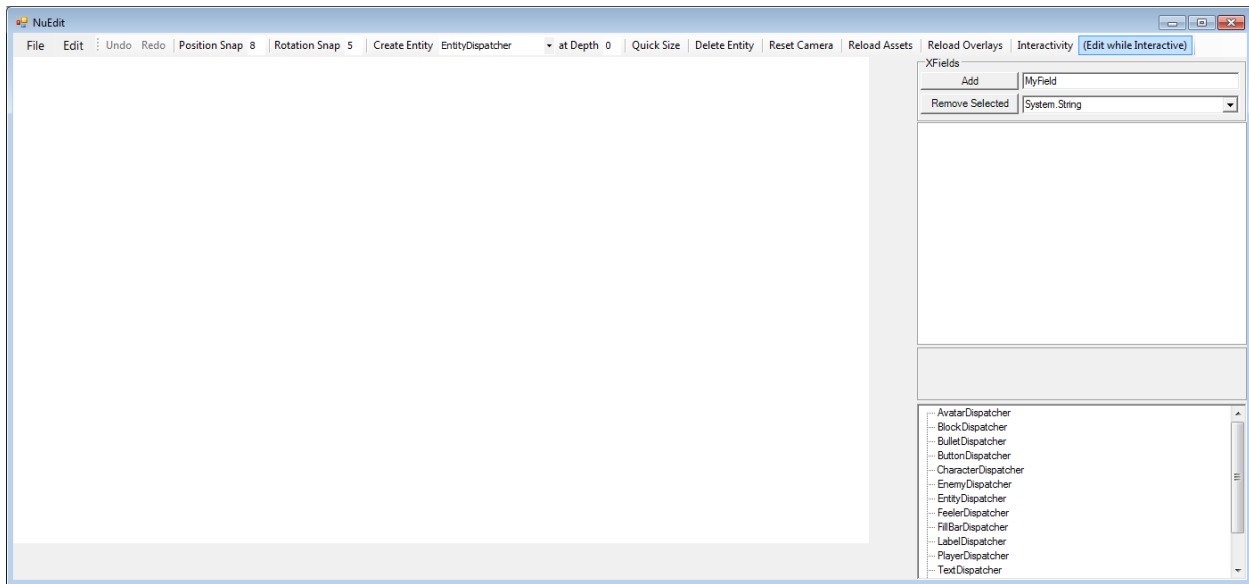 NuEdit
File Edit Undo Redo Position Snap 8 Rotation Snap 5 Create Entity EntityDispatcher at Depth 0 Quick Size Delete Entity Reset Camera Reload Assets Reload Overlays Interactivity (Edit while Interactive)
XFields
Add MyField
Remove Selected System.String
AvatarDispatcher
BlockDispatcher
BulletDispatcher
ButtonDispatcher
CharacterDispatcher
EnemyDispatcher
EntityDispatcher
FeelerDispatcher
FillBarDispatcher
LabelDispatcher
PlayerDispatcher
TextDispatcher